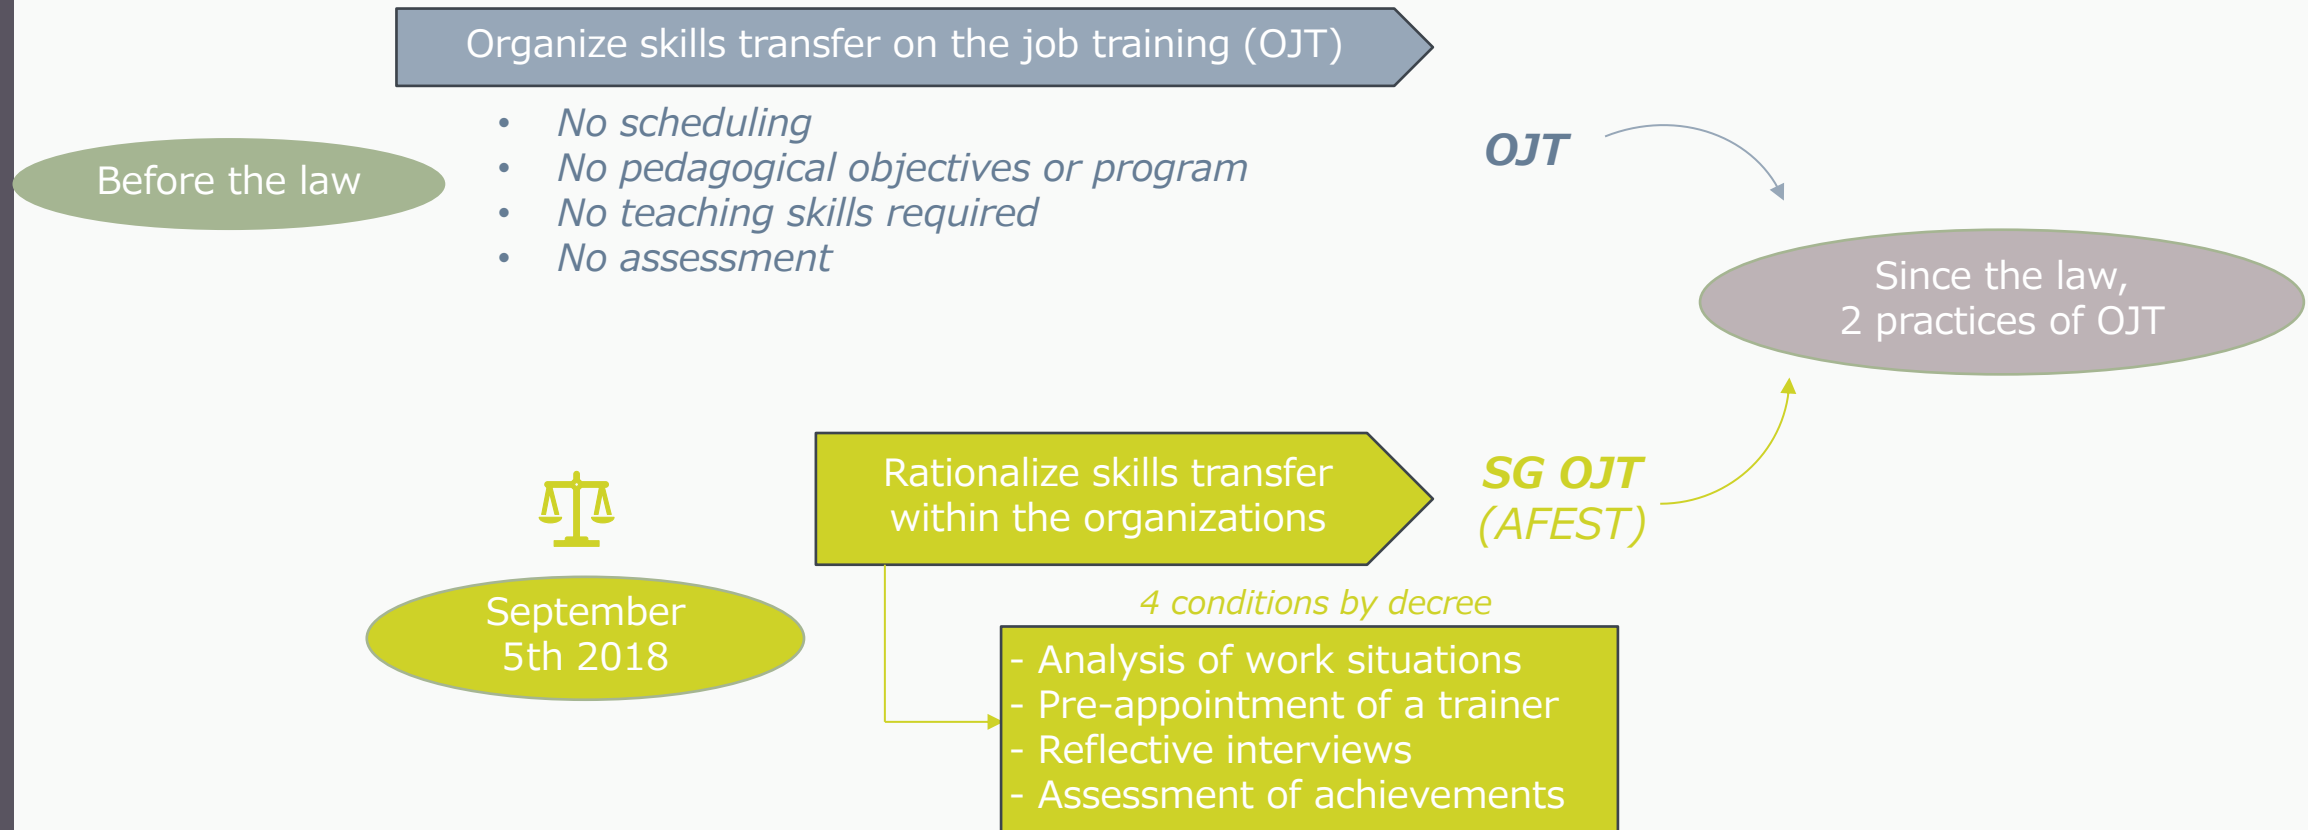 Organize skills transfer on the job training (OJT)
Before the law
• No scheduling
• No pedagogical objectives or program
• No teaching skills required
• No assessment
OJT
Since the law,
2 practices of OJT
September
5th 2018
Rationalize skills transfer
within the organizations
SG OJT
(AFEST)
4 conditions by decree
- Analysis of work situations
- Pre-appointment of a trainer
- Reflective interviews
- Assessment of achievements